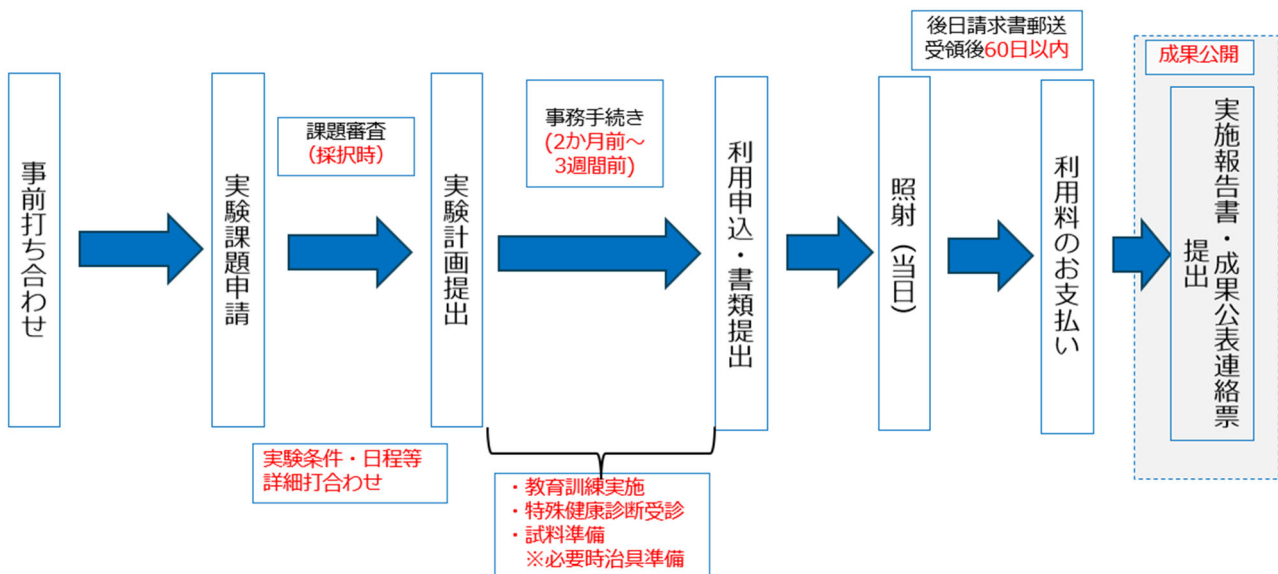 事前打ち合わせ
実験課題申請
課題審査
（採択時）
実験条件・日程等
詳細打合わせ
実験計画提出
事務手続き
(2か月前～
3週間前)
・教育訓練実施
・特殊健康診断受診
・試料準備
※必要時治具準備
利用申込・書類提出
照射（当日）
後日請求書郵送
受領後60日以内
利用料のお支払い
成果公開
実施報告書・成果公表連絡票
提出